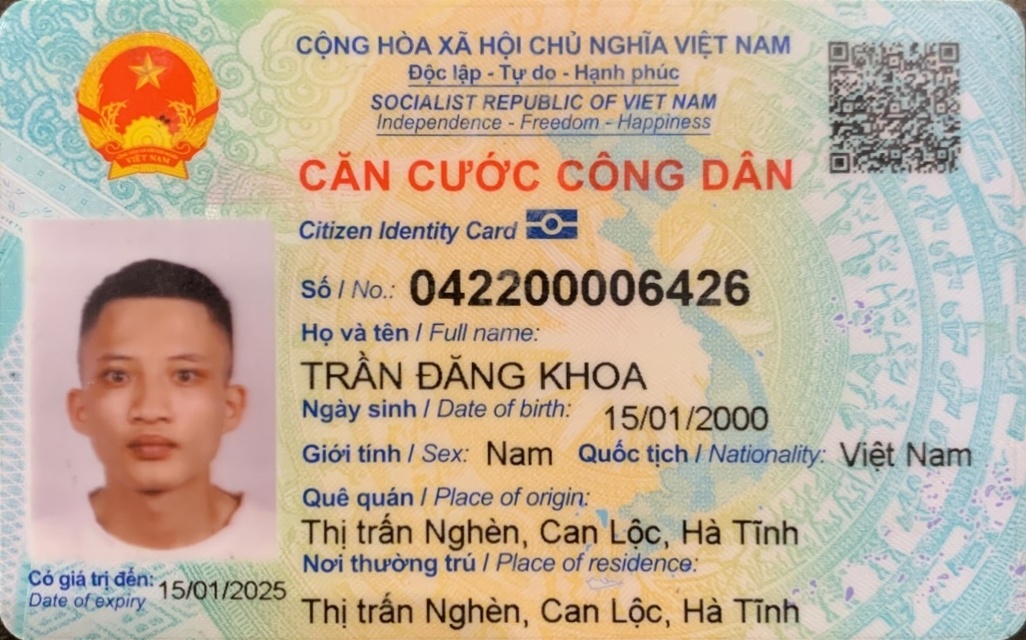 CỘNG HÒA XÃ HỘI CHỦ NGHĨA VIỆT NAM
Độc lập - Tự do - Hạnh phúc
SOCIALIST REPUBLIC OF VIET NAM
Independence - Freedom - Happiness
CĂN CƯỚC CÔNG DÂN
Citizen Identity Card
Số / No.: 042200006426
Họ và tên / Full name:
TRẦN ĐĂNG KHOA
Ngày sinh / Date of birth: 15/01/2000
Giới tính / Sex: Nam Quốc tịch / Nationality: Việt Nam
Quê quán / Place of origin:
Thị trấn Nghèn, Can Lộc, Hà Tĩnh
Nơi thường trú / Place of residence:
Thị trấn Nghèn, Can Lộc, Hà Tĩnh
Có giá trị đến: 15/01/2025
Date of expiry
VIỆT NAM